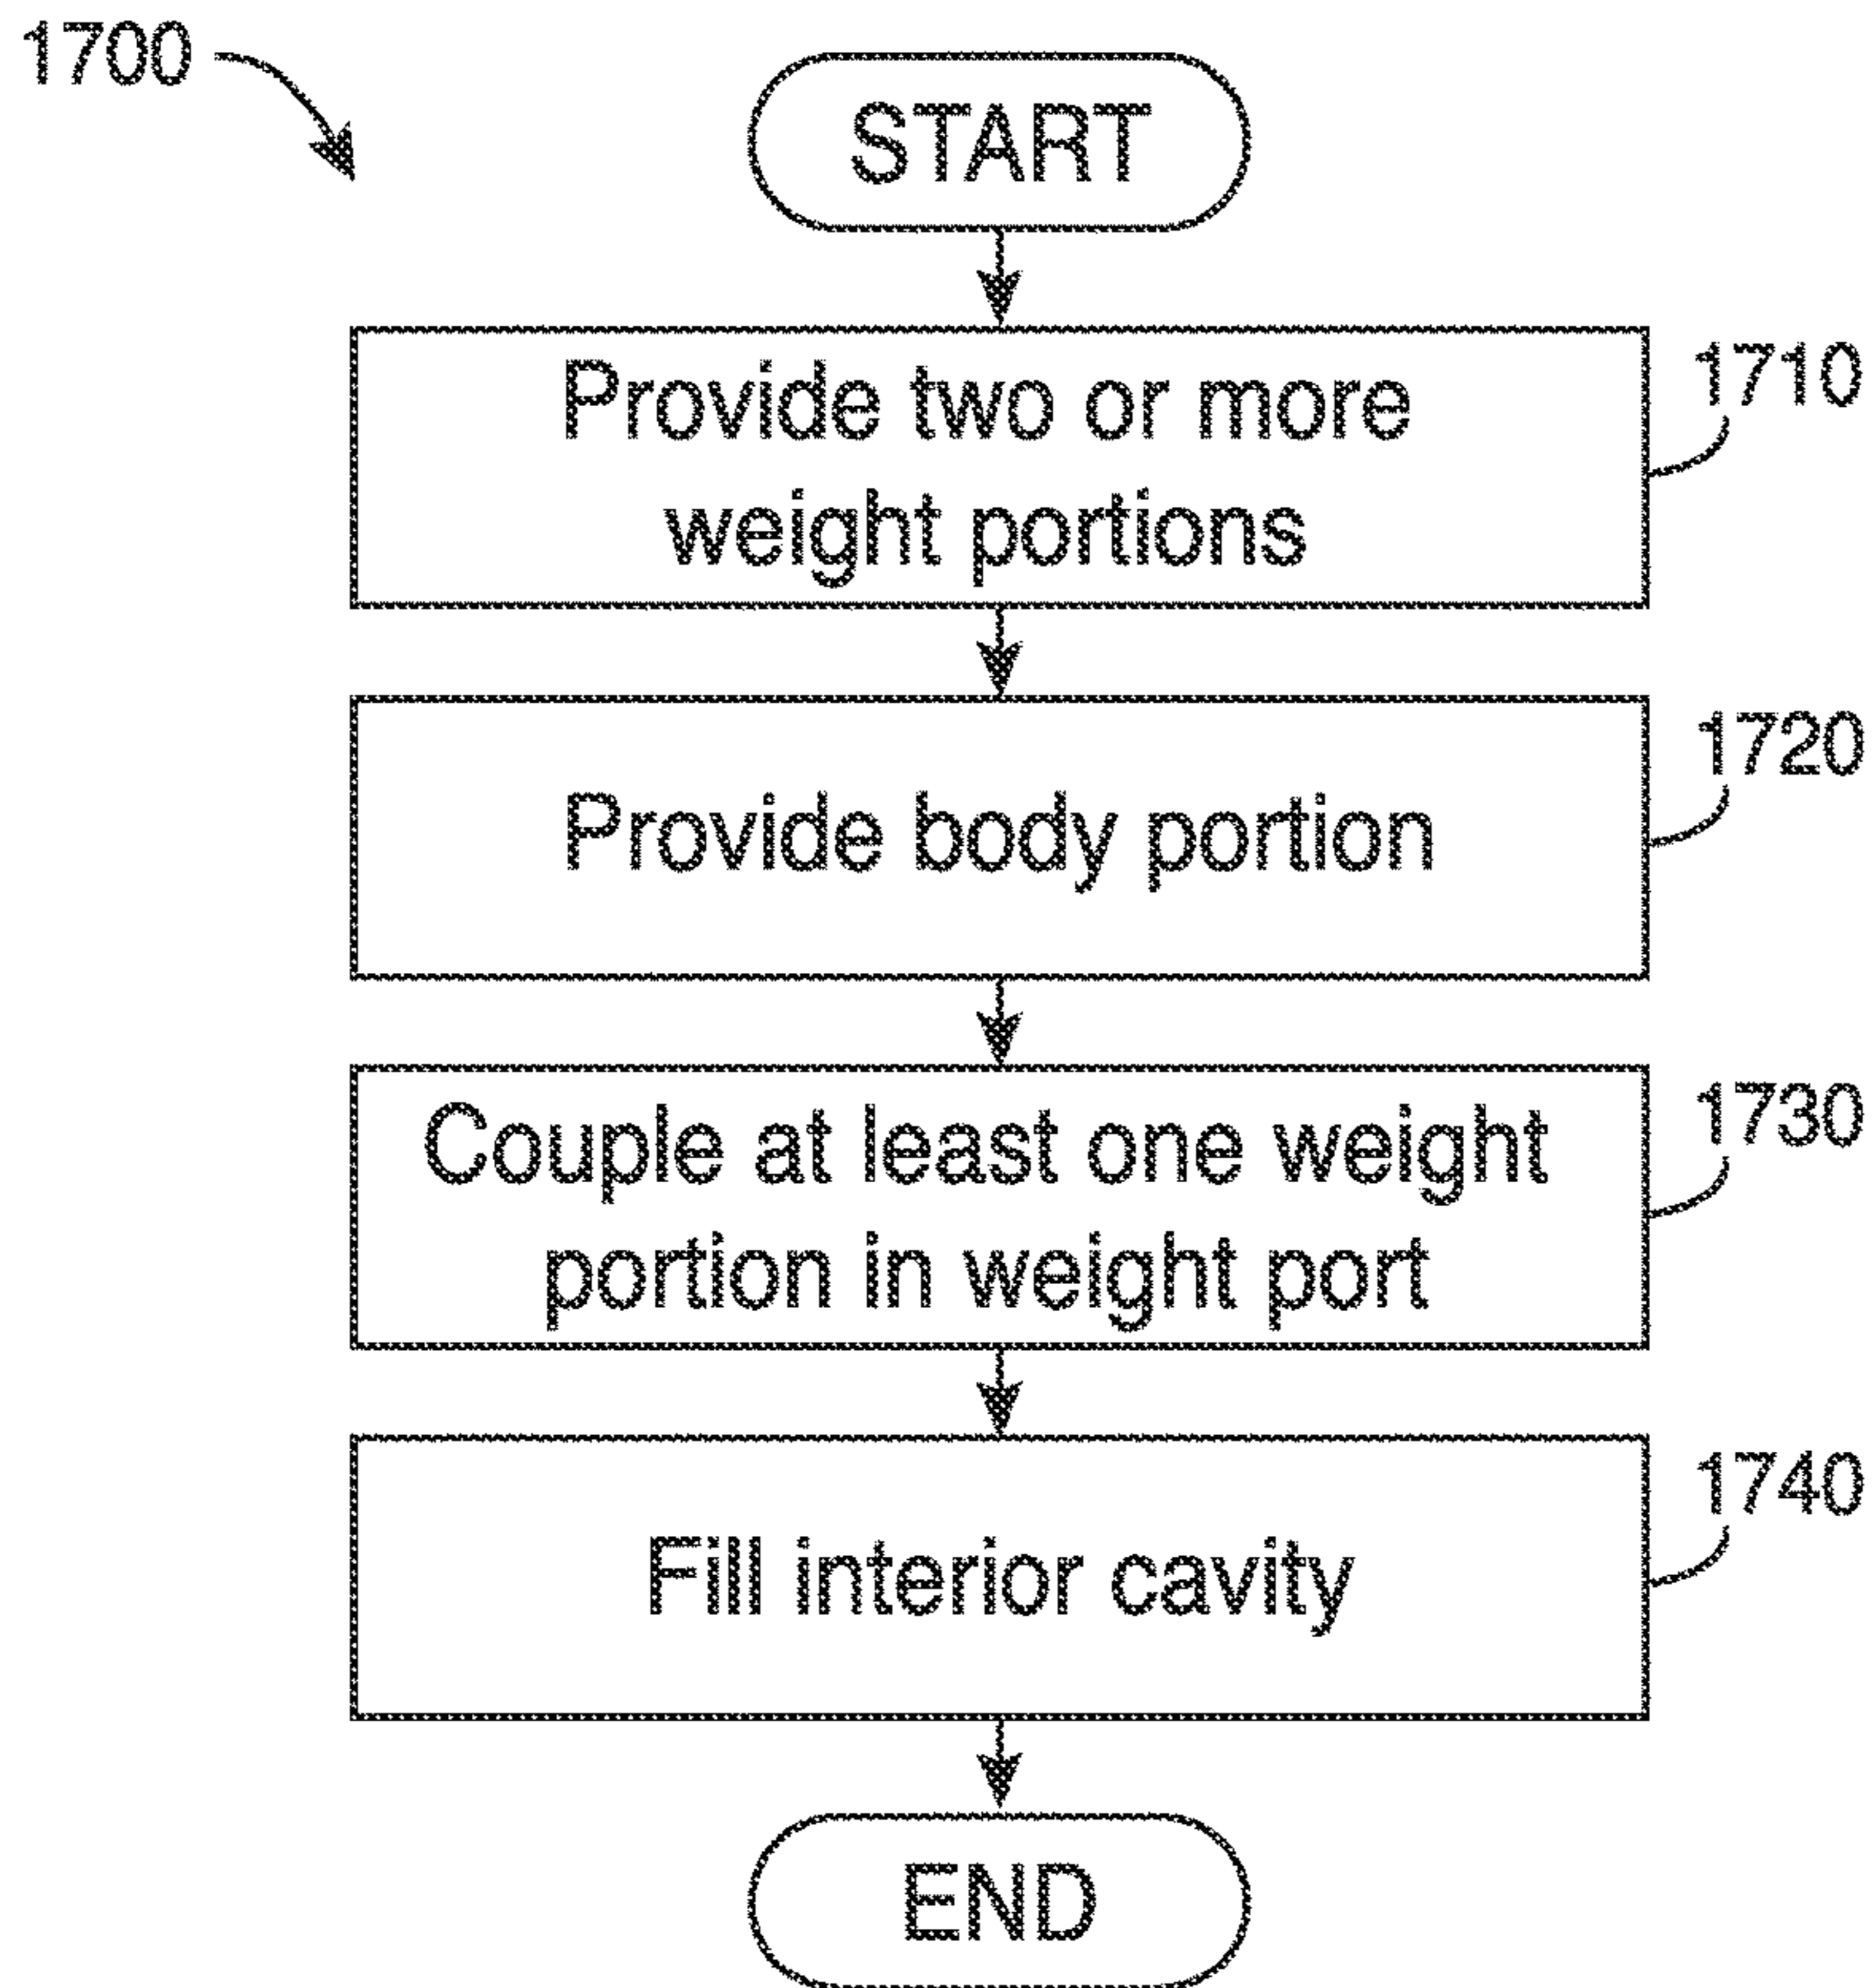 1700
START
Provide two or more
weight portions
1710
Provide body portion
1720
Couple at least one weight
portion in weight port
1730
Fill interior cavity
1740
END